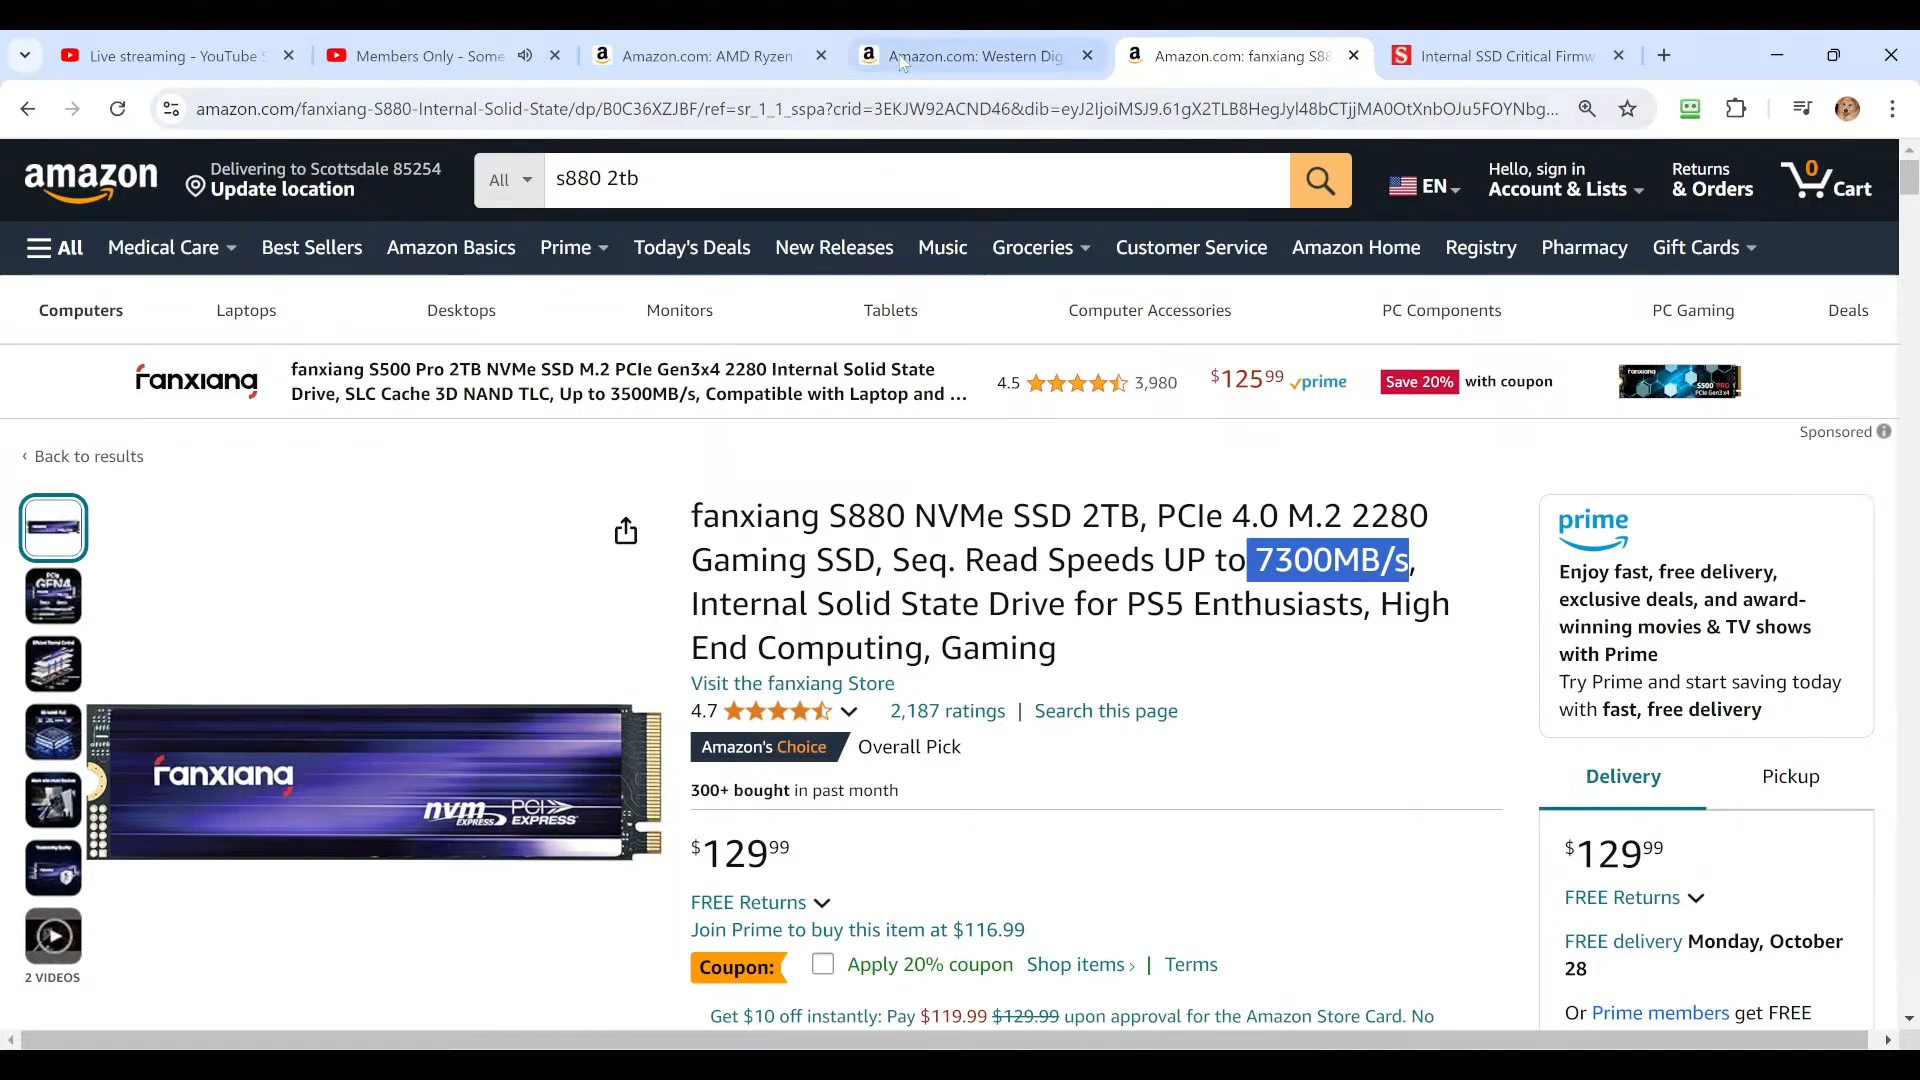 Live streaming - YouTube S
Members Only - Some
Amazon.com: AMD Ryzen
Amazon.com: Western Dig
Amazon.com: fanxiang S88
Internal SSD Critical Firmw
amazon.com/fanxiang-S880-Internal-Solid-State/dp/B0C36XZJBF/ref=sr_1_1_sspa?crid=3EKJW92ACND46&dib=eyJ2IjoiMSJ9.61gX2TLB8HegJyl48bCTjjMA0OtXnbOJu5FOYNbg...
amazon
Delivering to Scottsdale 85254
Update location
All
s880 2tb
EN
Hello, sign in
Account & Lists
Returns
& Orders
0
Cart
All
Medical Care
Best Sellers
Amazon Basics
Prime
Today's Deals
New Releases
Music
Groceries
Customer Service
Amazon Home
Registry
Pharmacy
Gift Cards
Computers
Laptops
Desktops
Monitors
Tablets
Computer Accessories
PC Components
PC Gaming
Deals
fanxiang
fanxiang S500 Pro 2TB NVMe SSD M.2 PCIe Gen3x4 2280 Internal Solid State
Drive, SLC Cache 3D NAND TLC, Up to 3500MB/s, Compatible with Laptop and ...
4.5
3,980
$125.99
prime
Save 20% with coupon
Sponsored
‹ Back to results
fanxiang S880 NVMe SSD 2TB, PCIe 4.0 M.2 2280
Gaming SSD, Seq. Read Speeds UP to 7300MB/s,
Internal Solid State Drive for PS5 Enthusiasts, High
End Computing, Gaming
Visit the fanxiang Store
4.7
2,187 ratings | Search this page
Amazon's Choice
Overall Pick
300+ bought in past month
$129.99
FREE Returns
Join Prime to buy this item at $116.99
Coupon:
Apply 20% coupon Shop items › | Terms
Get $10 off instantly: Pay $119.99 $129.99 upon approval for the Amazon Store Card. No
fanxiang
nvm
EXPRESS
PCI
EXPRESS
2 VIDEOS
prime
Enjoy fast, free delivery,
exclusive deals, and award-
winning movies & TV shows
with Prime
Try Prime and start saving today
with fast, free delivery
Delivery
Pickup
$129.99
FREE Returns
FREE delivery Monday, October
28
Or Prime members get FREE